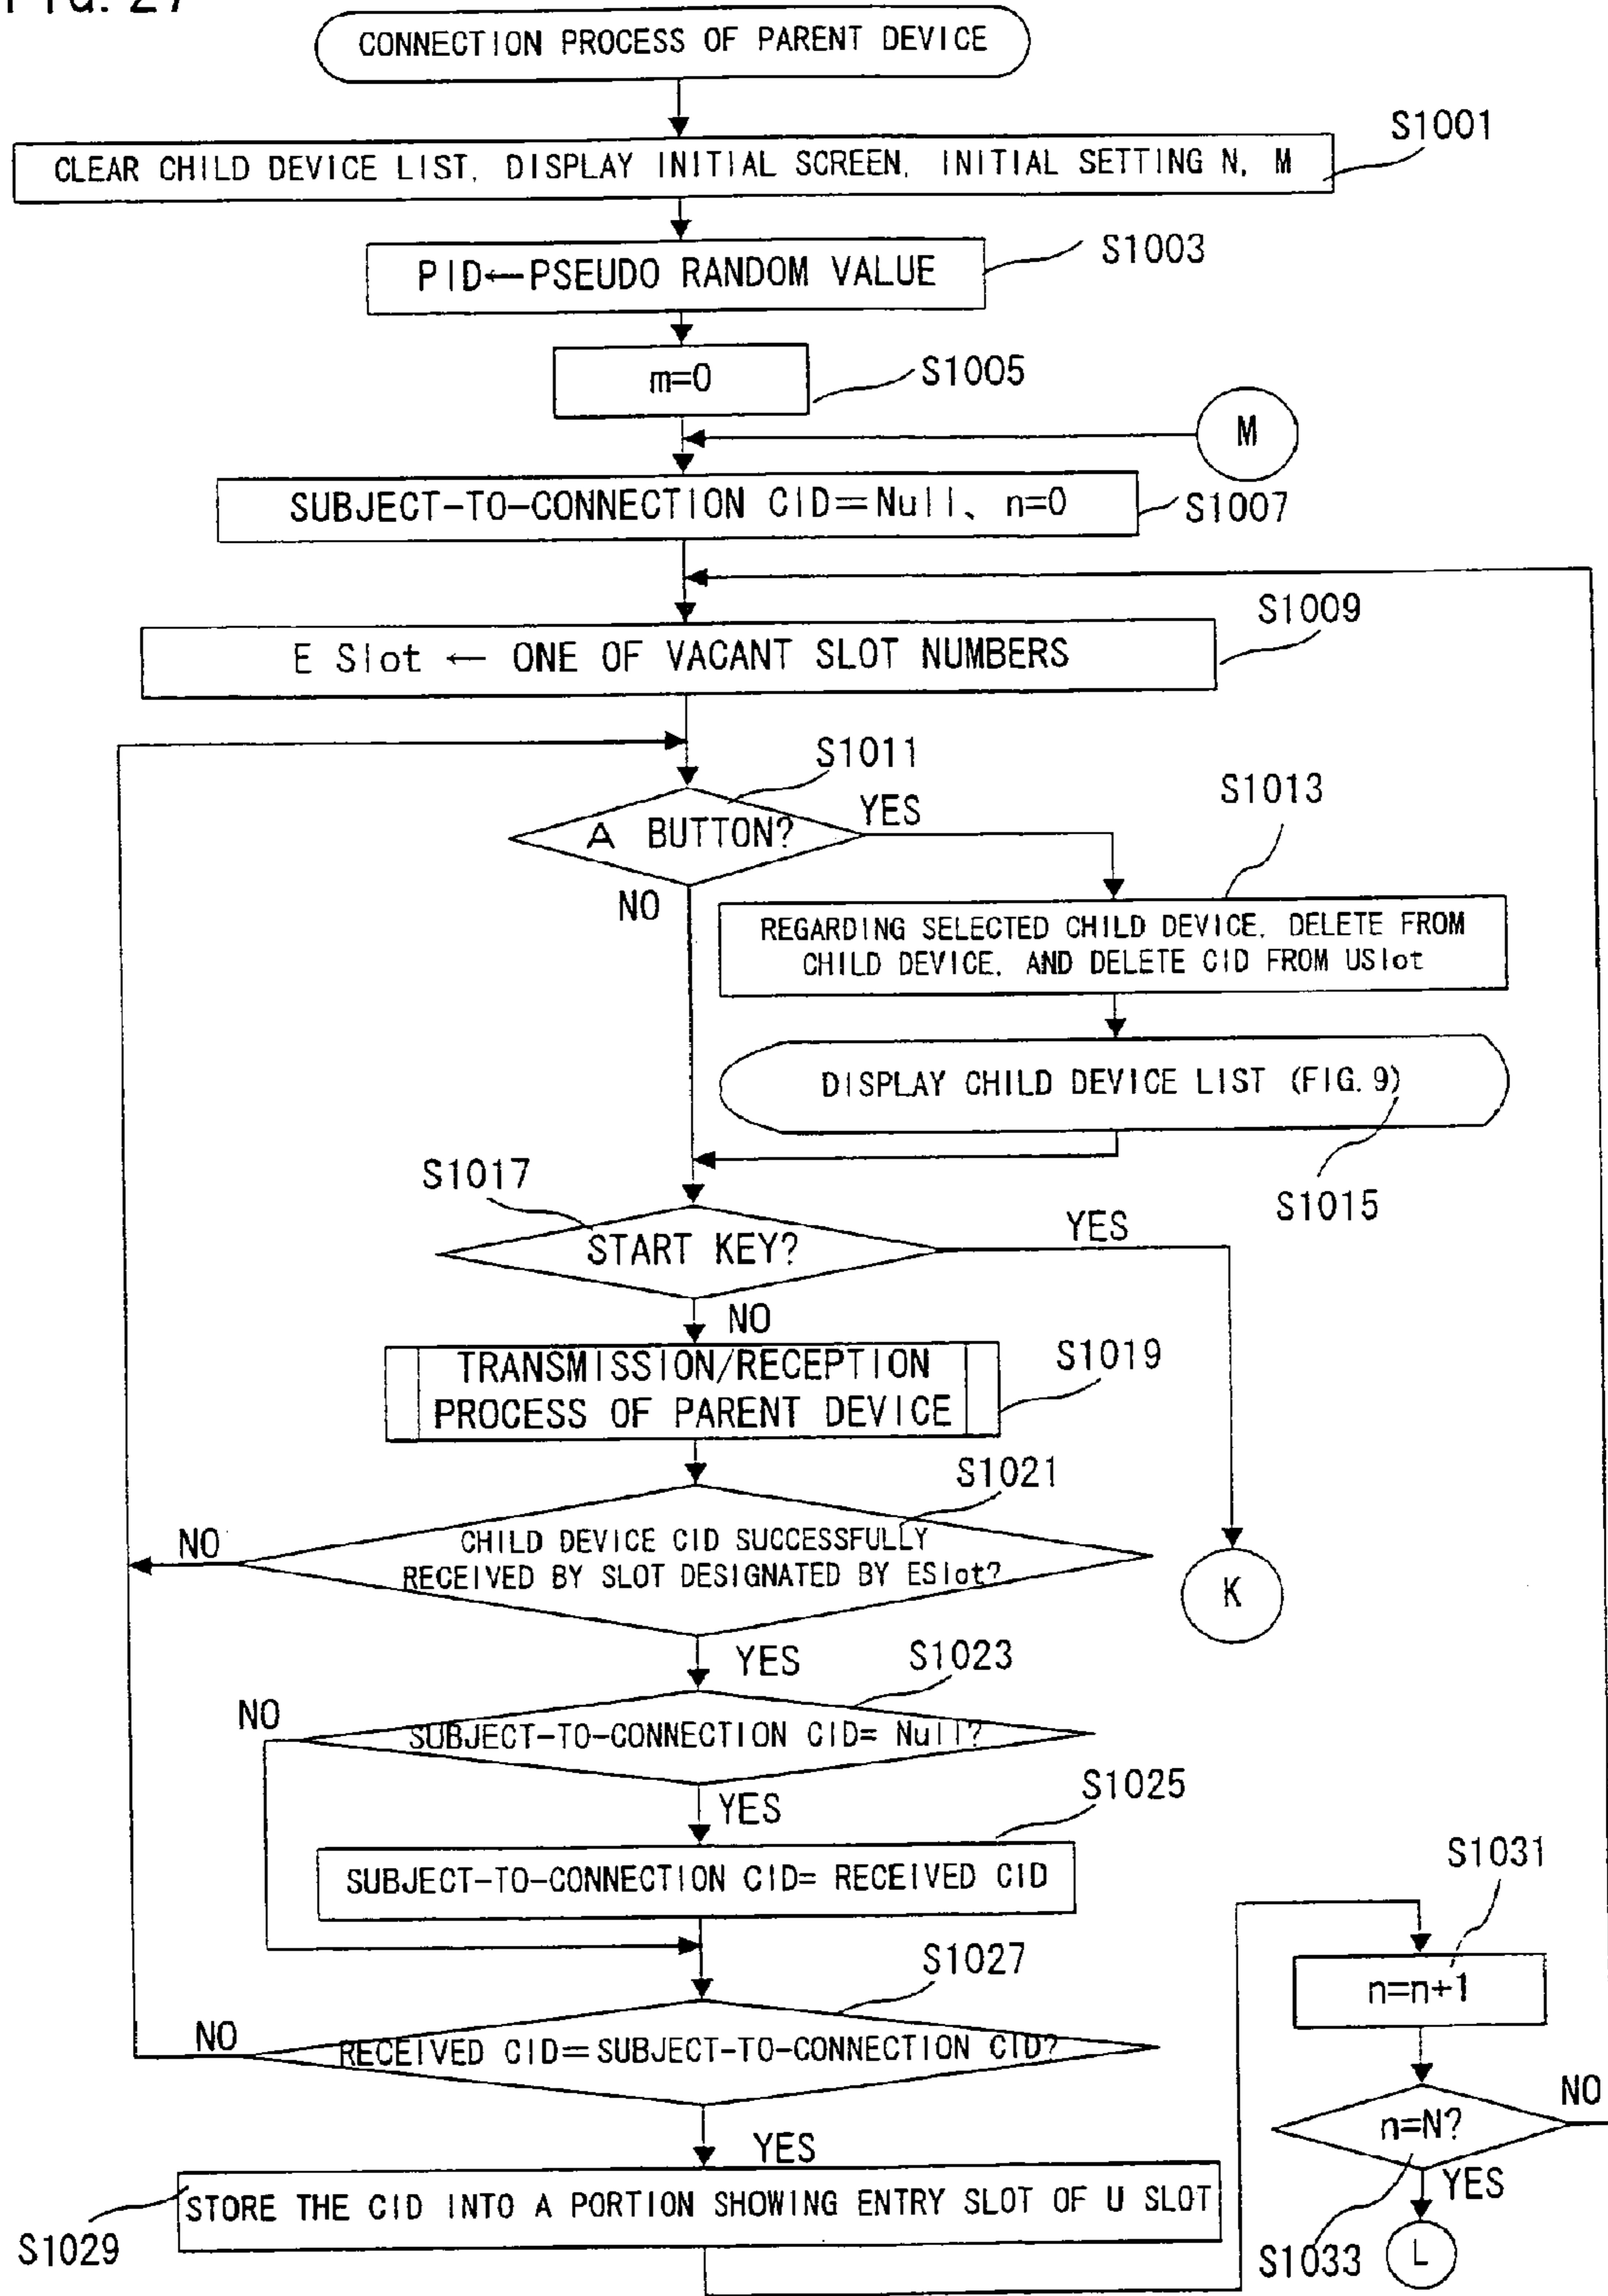 FIG. 27
CONNECTION PROCESS OF PARENT DEVICE
S1001
CLEAR CHILD DEVICE LIST, DISPLAY INITIAL SCREEN, INITIAL SETTING N, M
S1003
PID←PSEUDO RANDOM VALUE
m=0
S1005
M
SUBJECT-TO-CONNECTION CID=Null、n=0
S1007
S1009
E Slot ← ONE OF VACANT SLOT NUMBERS
S1011
A BUTTON?
YES
S1013
NO
REGARDING SELECTED CHILD DEVICE, DELETE FROM
CHILD DEVICE, AND DELETE CID FROM USlot
DISPLAY CHILD DEVICE LIST (FIG. 9)
S1015
S1017
START KEY?
YES
NO
TRANSMISSION/RECEPTION
PROCESS OF PARENT DEVICE
S1019
S1021
NO
CHILD DEVICE CID SUCCESSFULLY
RECEIVED BY SLOT DESIGNATED BY ESlot?
K
YES
S1023
NO
SUBJECT-TO-CONNECTION CID= Null?
YES
S1025
SUBJECT-TO-CONNECTION CID= RECEIVED CID
S1027
NO
RECEIVED CID=SUBJECT-TO-CONNECTION CID?
YES
STORE THE CID INTO A PORTION SHOWING ENTRY SLOT OF U SLOT
S1029
S1031
n=n+1
n=N?
NO
YES
S1033
L